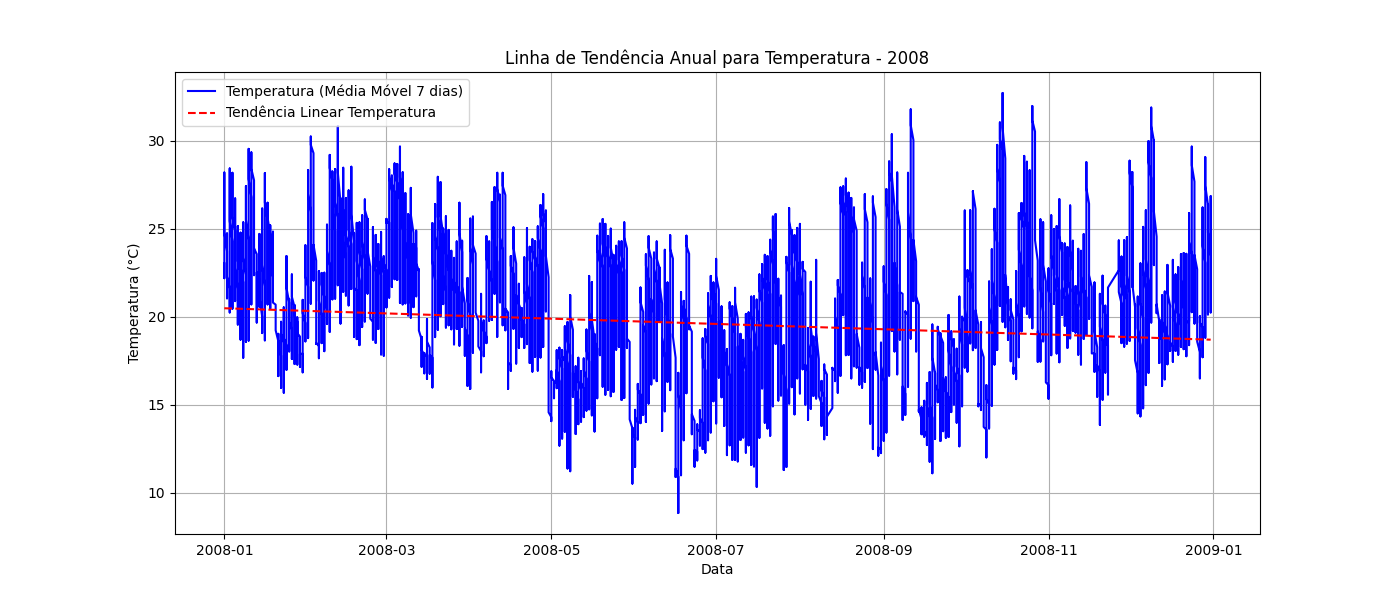 Linha de Tendência Anual para Temperatura - 2008
Temperatura (Média Móvel 7 dias)
Tendência Linear Temperatura
Temperatura (°C)
30
25
20
15
10
2008-01
2008-03
2008-05
2008-07
2008-09
2008-11
2009-01
Data